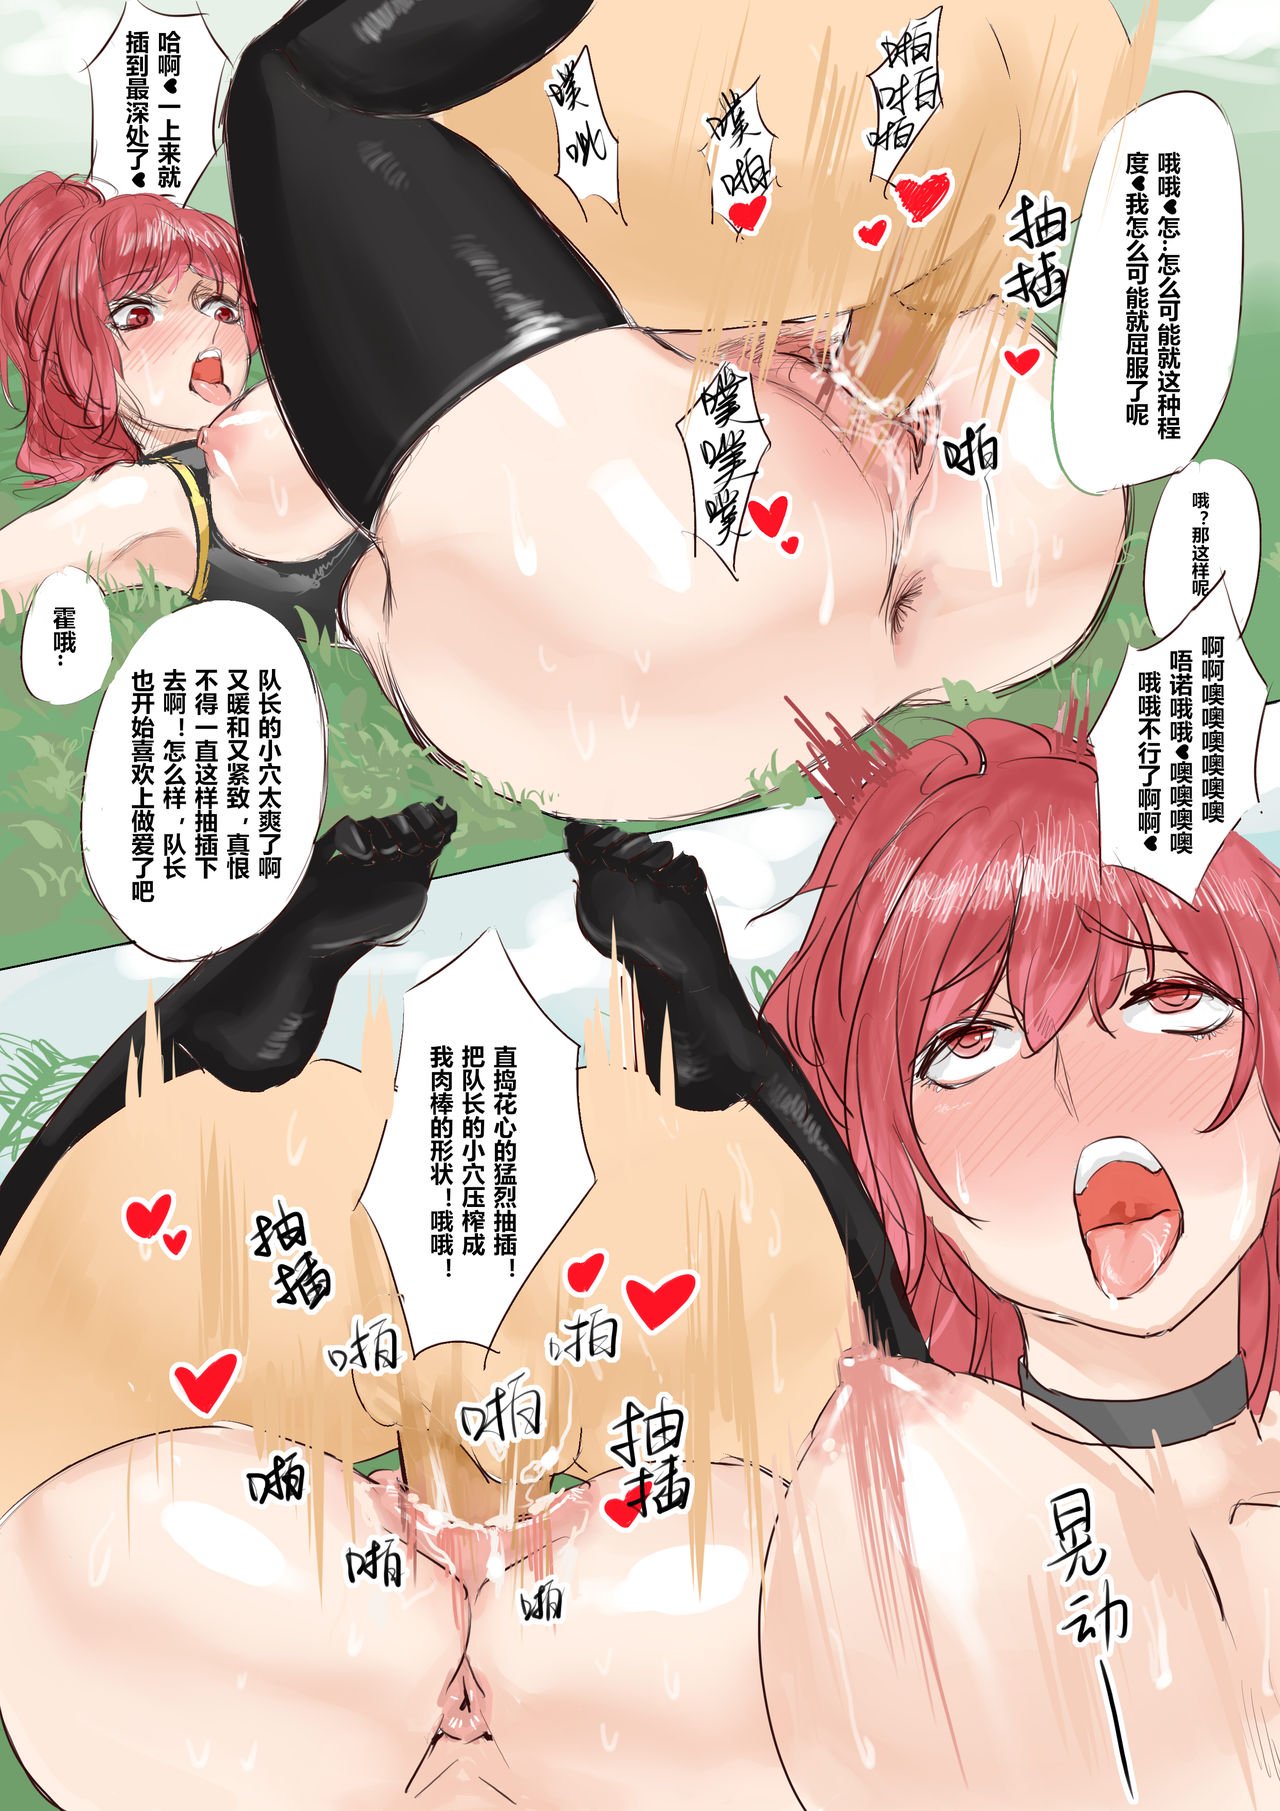 哦哦♥怎…怎么可能就这种程
度♥我怎么可能就屈服了呢
哦?那这样呢
啪
啪啪
啪
噗
啪
噗
呲
抽
插
哈啊♥一上来就
插到最深处了♥
噗
噗
噗
啪
霍哦…
队长的小穴太爽了啊
又暖和又紧致,真恨
不得一直这样抽插下
去啊!怎么样,队长
也开始喜欢上做爱了吧
啊啊噢噢噢噢噢噢
唔诺哦哦♥噢噢噢噢
哦哦不行了啊啊♥
直捣花心的猛烈抽插!
把队长的小穴压榨成
我肉棒的形状!哦哦!
抽
插
啪
啪
啪
抽
插
啪
啪
啪
晃
动